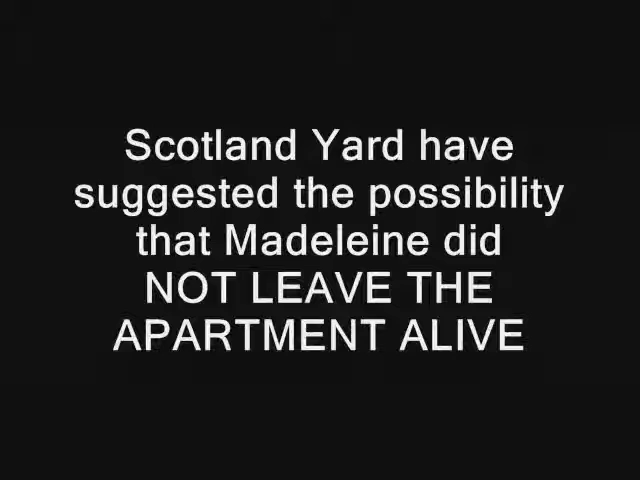 Scotland Yard have
suggested the possibility
that Madeleine did
NOT LEAVE THE
APARTMENT ALIVE